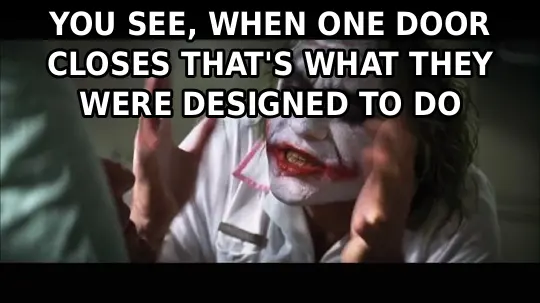 YOU SEE, WHEN ONE DOOR
CLOSES THAT'S WHAT THEY
WERE DESIGNED TO DO